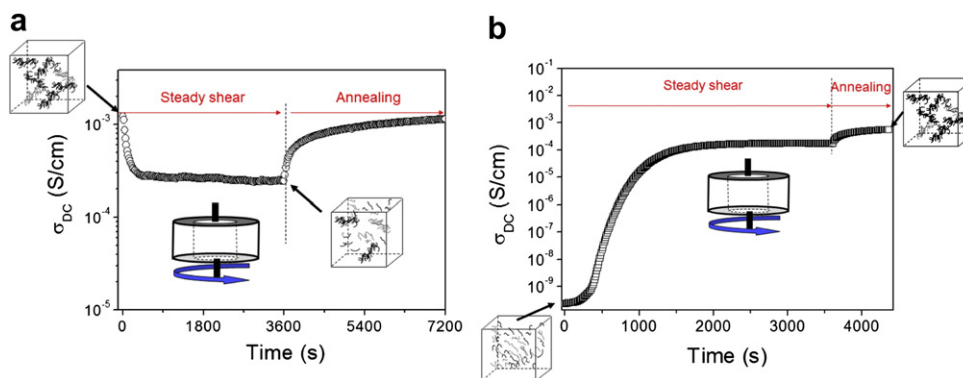 a
Steady shear
Annealing
10⁻³
10⁻⁴
10⁻⁵
σDC (S/cm)
0
1800
3600
5400
7200
Time (s)
b
10⁻¹
10⁻²
10⁻³
10⁻⁴
10⁻⁵
10⁻⁶
10⁻⁷
10⁻⁸
10⁻⁹
Steady shear
Annealing
σDC (S/cm)
0
1000
2000
3000
4000
Time (s)